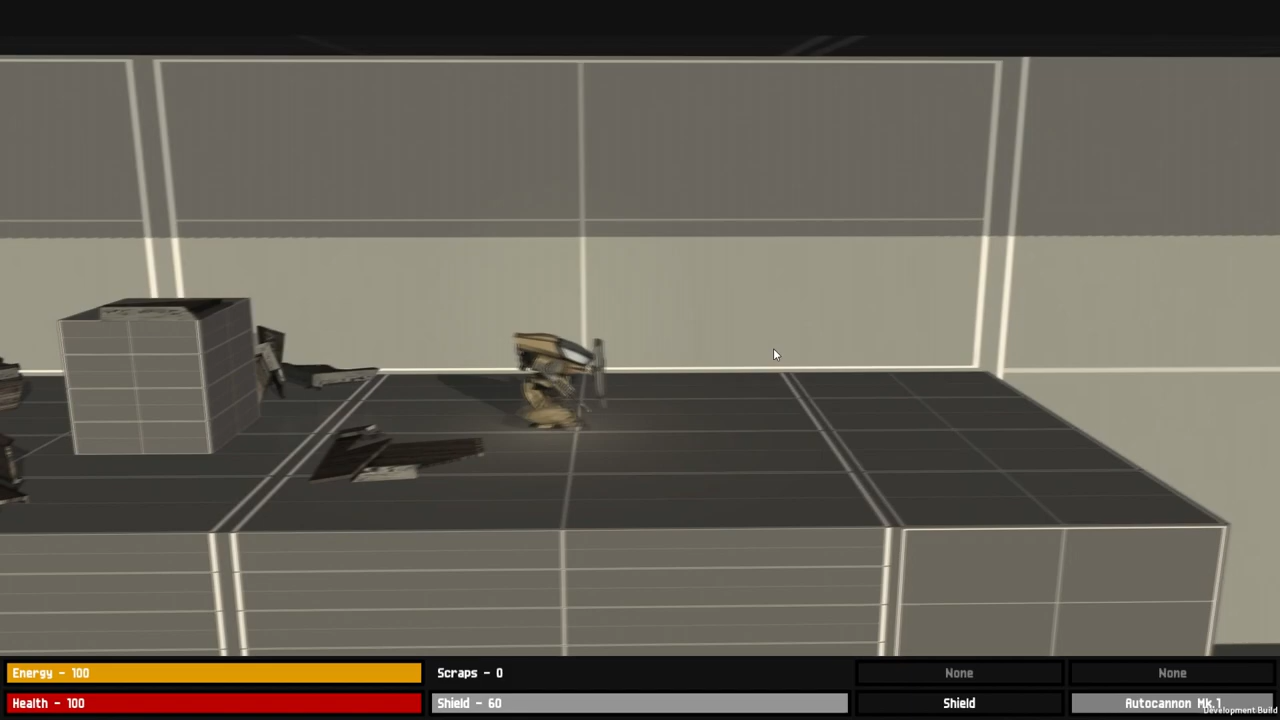 Energy - 100
Scraps - 0
None
None
Health - 100
Shield - 60
Shield
Autocannon Mk.1
Development Build